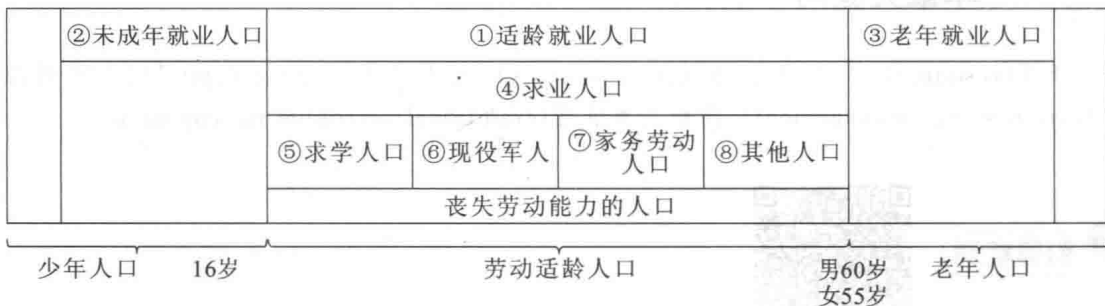 ②未成年就业人口 ①适龄就业人口 ③老年就业人口
④求业人口
⑤求学人口 ⑥现役军人 ⑦家务劳动人口 ⑧其他人口
丧失劳动能力的人口
少年人口 16岁 劳动适龄人口 男60岁 老年人口
女55岁